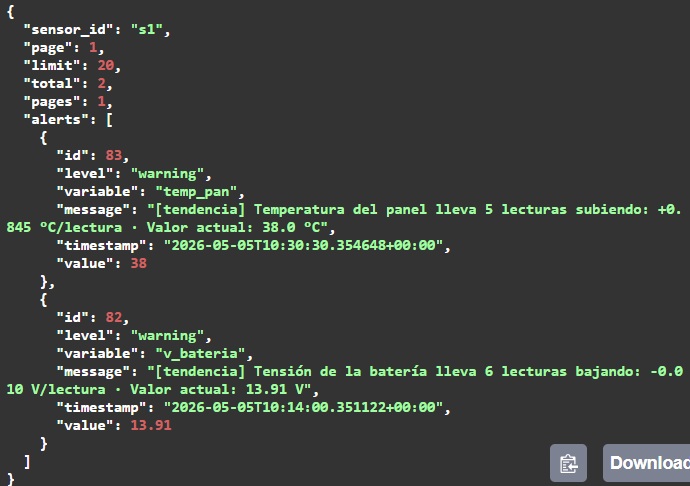 {
  "sensor_id": "s1",
  "page": 1,
  "limit": 20,
  "total": 2,
  "pages": 1,
  "alerts": [
    {
      "id": 83,
      "level": "warning",
      "variable": "temp_pan",
      "message": "[tendencia] Temperatura del panel lleva 5 lecturas subiendo: +0.
845 ºC/lectura · Valor actual: 38.0 ºC",
      "timestamp": "2026-05-05T10:30:30.354648+00:00",
      "value": 38
    },
    {
      "id": 82,
      "level": "warning",
      "variable": "v_bateria",
      "message": "[tendencia] Tensión de la batería lleva 6 lecturas bajando: -0.0
10 V/lectura · Valor actual: 13.91 V",
      "timestamp": "2026-05-05T10:14:00.351122+00:00",
      "value": 13.91
    }
  ]
}
Download